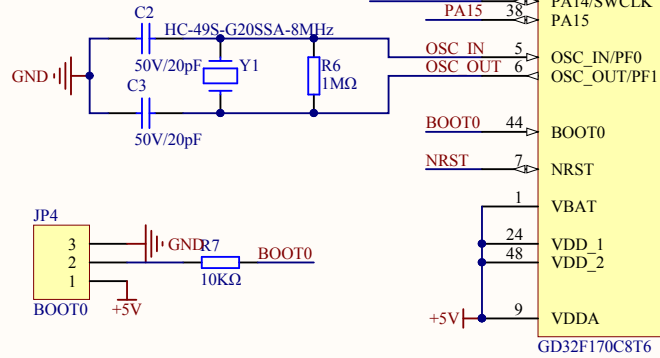 PA14/SWCLK
PA15 38 PA15
C2
HC-49S-G20SSA-8MHz
OSC_IN 5 OSC_IN/PF0
50V/20pF Y1 R6
OSC_OUT 6 OSC_OUT/PF1
GND
C3 1MΩ
50V/20pF
BOOT0 44 BOOT0
NRST 7 NRST
1 VBAT
JP4
3 GND R7 BOOT0
24 VDD_1
2
48 VDD_2
1 10KΩ
BOOT0 +5V
+5V 9 VDDA
GD32F170C8T6